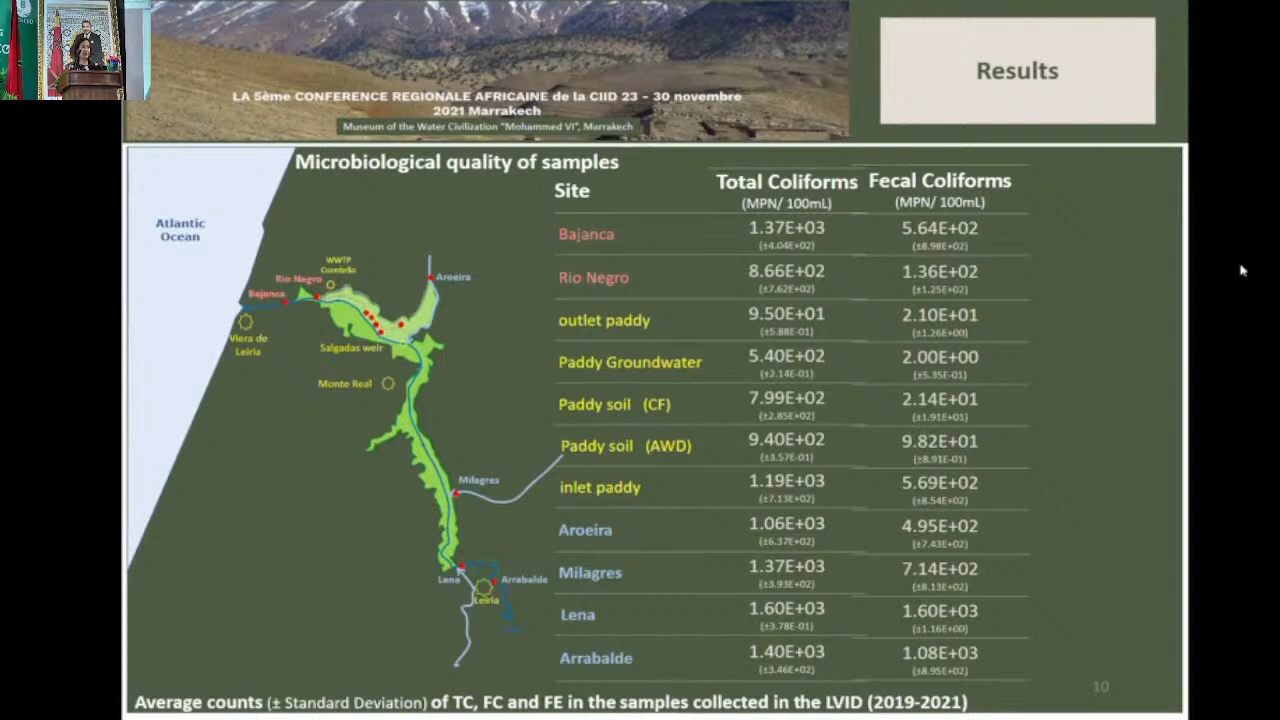 LA 5ème CONFERENCE REGIONALE AFRICAINE de la CIID 23 - 30 novembre
2021 Marrakech
Museum of the Water Civilization "Mohammed VI", Marrakech
Results
Microbiological quality of samples
Atlantic
Ocean
WWTP
Coimbrão
Rio Negro
Bajanca
Aroeira
Viera de
Leiria
Salgadas weir
Monte Real
Milagres
Lena
Arrabalde
Leiria
Site Total Coliforms Fecal Coliforms
(MPN/ 100mL) (MPN/ 100mL)
Bajanca 1.37E+03 5.64E+02
(±4.04E+02) (±8.98E+02)
Rio Negro 8.66E+02 1.36E+02
(±7.62E+02) (±1.25E+02)
outlet paddy 9.50E+01 2.10E+01
(±5.88E-01) (±1.26E+00)
Paddy Groundwater 5.40E+02 2.00E+00
(±2.14E-01) (±5.35E-01)
Paddy soil (CF) 7.99E+02 2.14E+01
(±2.85E+02) (±1.91E+01)
Paddy soil (AWD) 9.40E+02 9.82E+01
(±3.57E-01) (±8.91E-01)
inlet paddy 1.19E+03 5.69E+02
(±7.13E+02) (±8.54E+02)
Aroeira 1.06E+03 4.95E+02
(±6.37E+02) (±7.43E+02)
Milagres 1.37E+03 7.14E+02
(±3.93E+02) (±8.13E+02)
Lena 1.60E+03 1.60E+03
(±3.78E-01) (±1.16E+00)
Arrabalde 1.40E+03 1.08E+03
(±3.46E+02) (±8.95E+02)
10
Average counts (± Standard Deviation) of TC, FC and FE in the samples collected in the LVID (2019-2021)